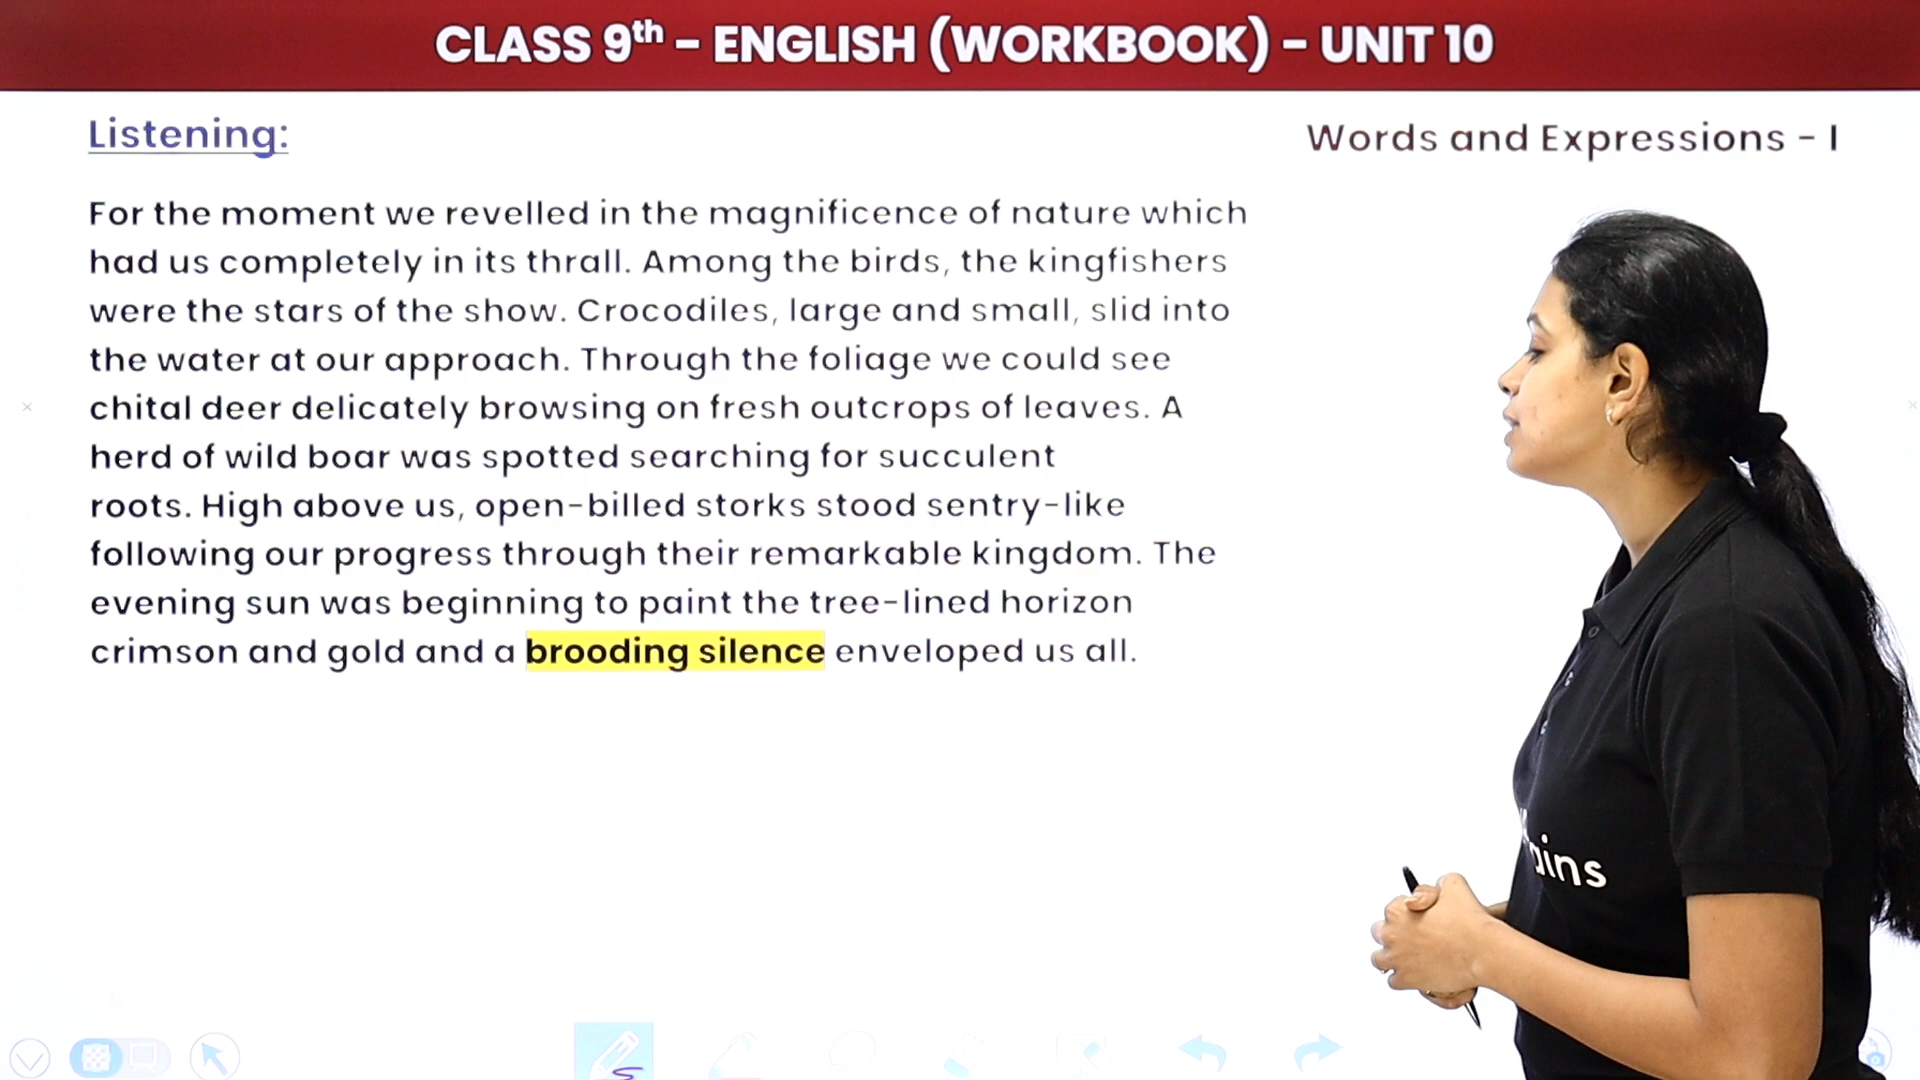 CLASS 9th - ENGLISH (WORKBOOK) - UNIT 10
Listening:
Words and Expressions - I
For the moment we revelled in the magnificence of nature which
had us completely in its thrall. Among the birds, the kingfishers
were the stars of the show. Crocodiles, large and small, slid into
the water at our approach. Through the foliage we could see
chital deer delicately browsing on fresh outcrops of leaves. A
herd of wild boar was spotted searching for succulent
roots. High above us, open-billed storks stood sentry-like
following our progress through their remarkable kingdom. The
evening sun was beginning to paint the tree-lined horizon
crimson and gold and a brooding silence enveloped us all.